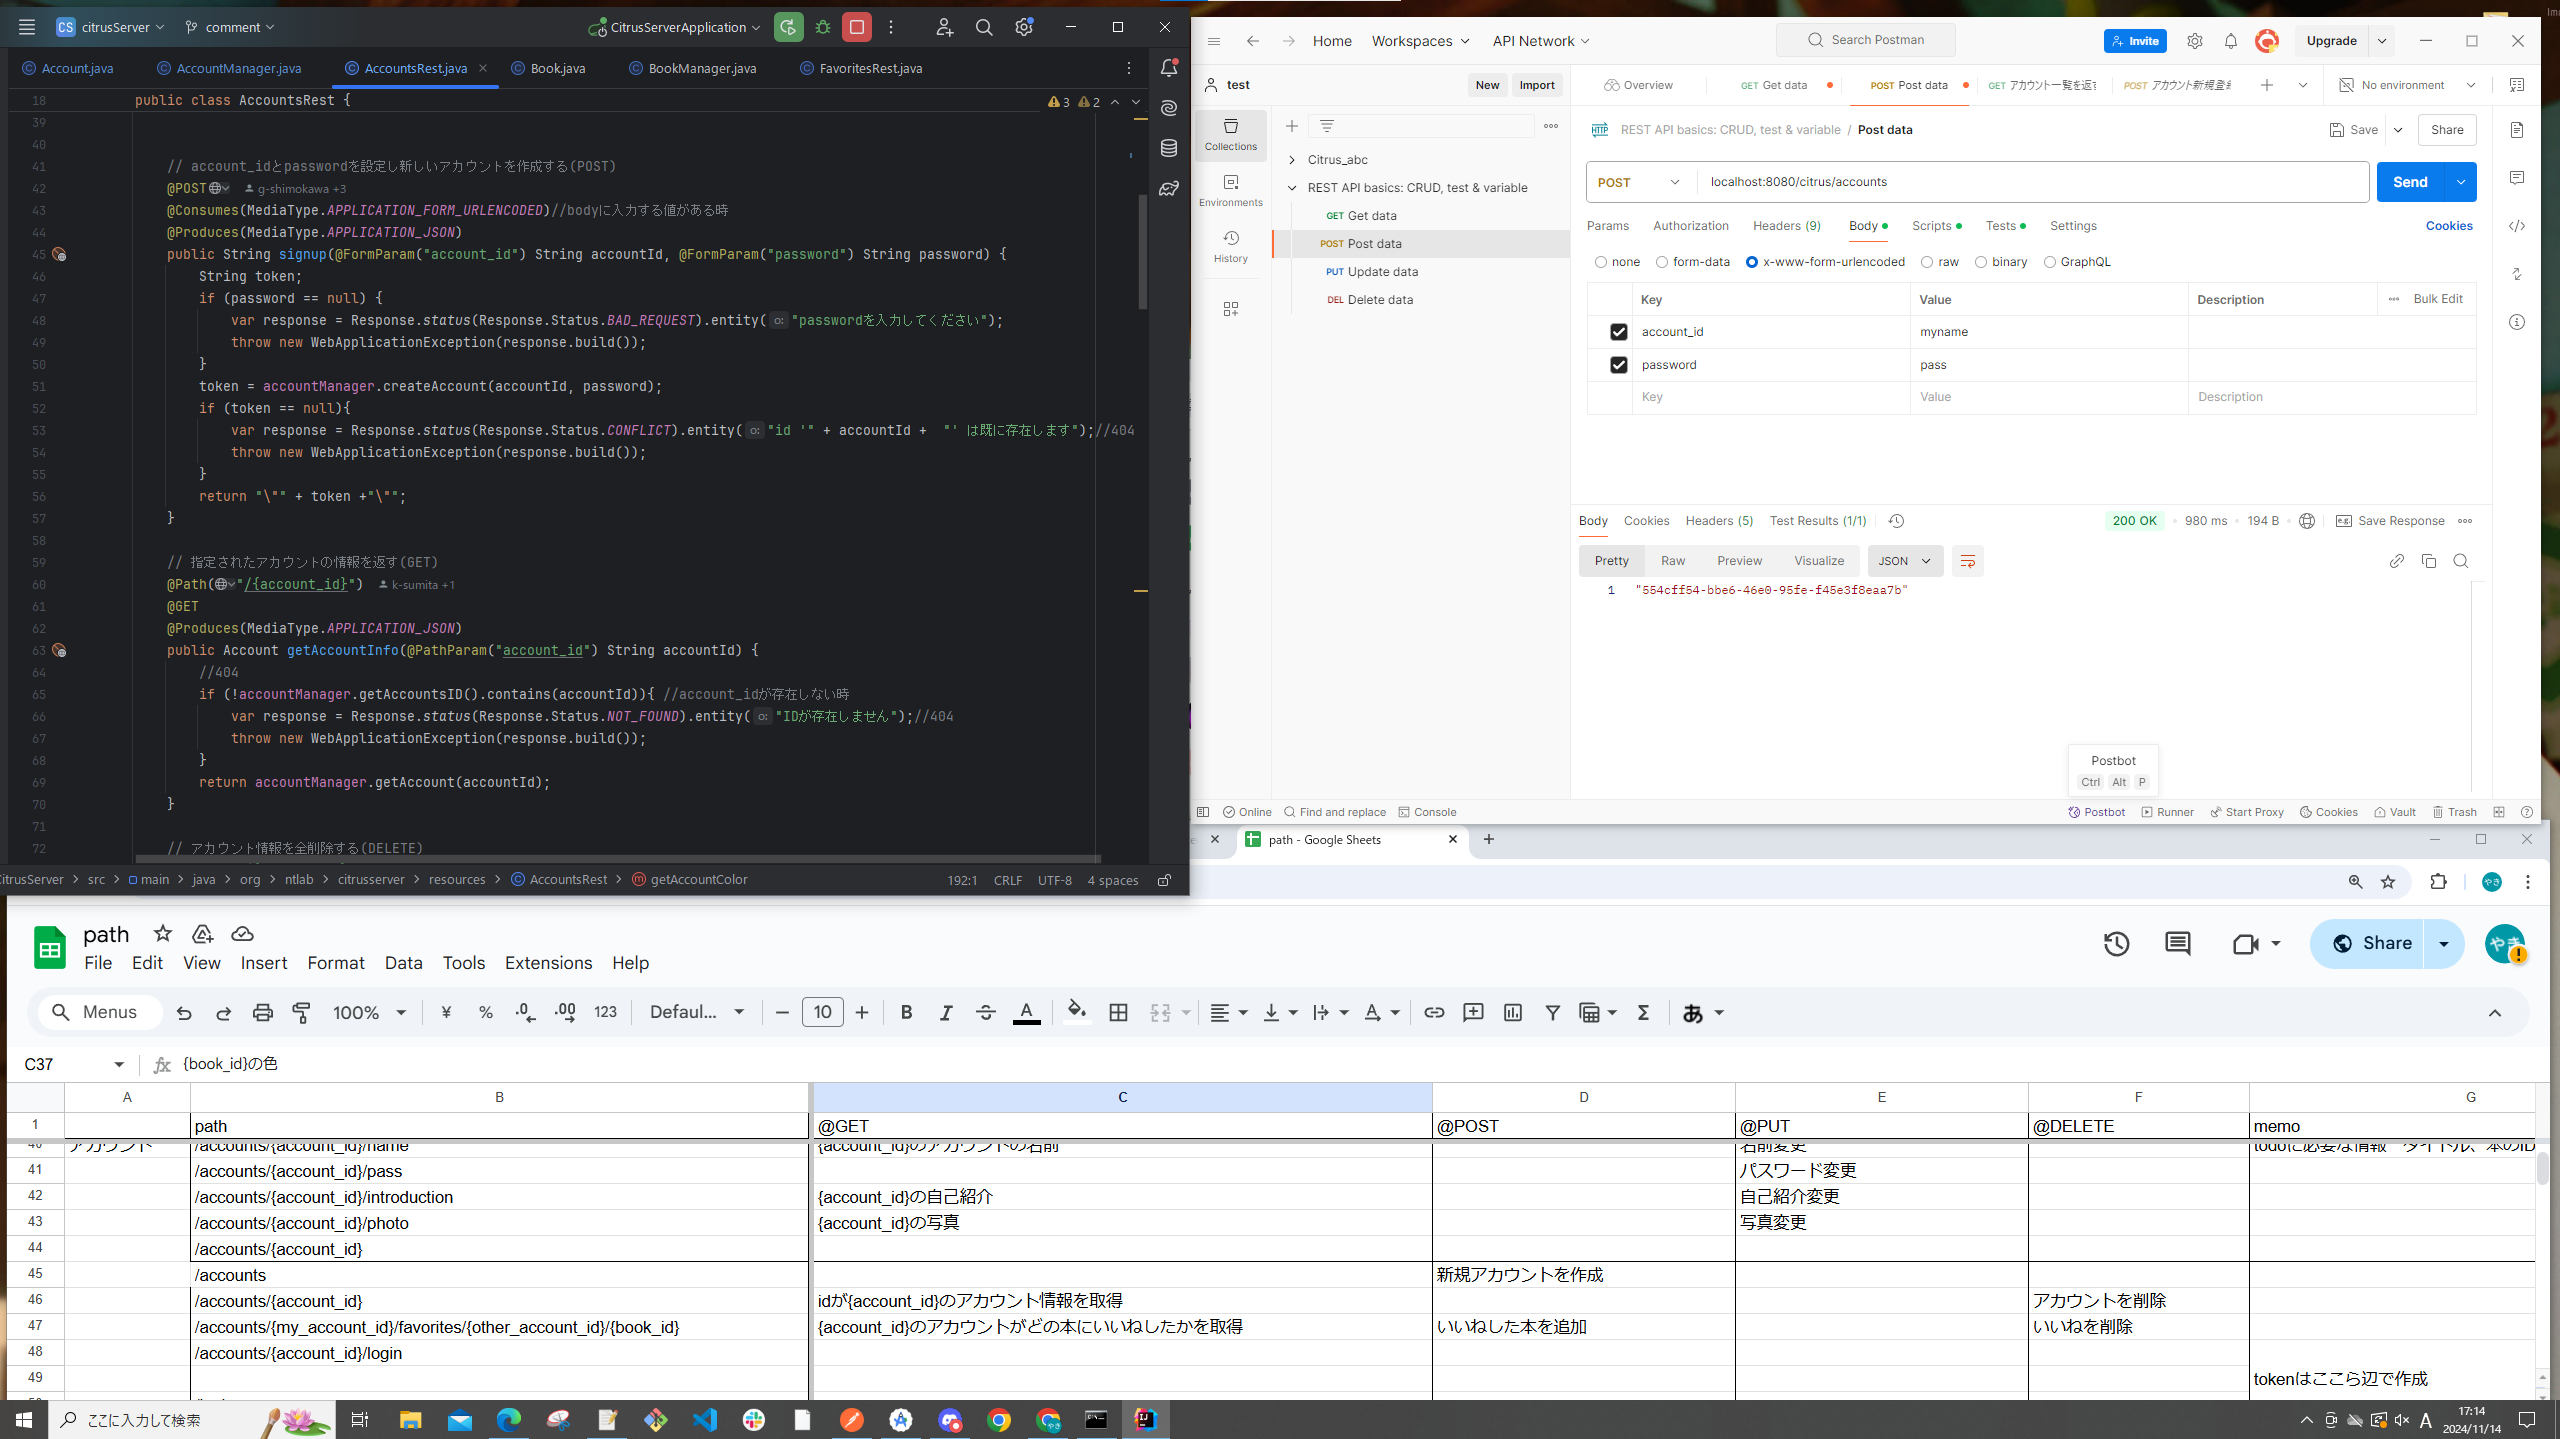 citrusServer
comment
CitrusServerApplication
Account.java
AccountManager.java
AccountsRest.java
Book.java
BookManager.java
FavoritesRest.java
18 public class AccountsRest {
3 2
39
40
41 // account_idとpasswordを設定し新しいアカウントを作成する(POST)
42 @POST g-shimokawa +3
43 @Consumes(MediaType.APPLICATION_FORM_URLENCODED)//bodyに入力する値がある時
44 @Produces(MediaType.APPLICATION_JSON)
45 public String signup(@FormParam("account_id") String accountId, @FormParam("password") String password) {
46 String token;
47 if (password == null) {
48 var response = Response.status(Response.Status.BAD_REQUEST).entity( o: "passwordを入力してください");
49 throw new WebApplicationException(response.build());
50 }
51 token = accountManager.createAccount(accountId, password);
52 if (token == null){
53 var response = Response.status(Response.Status.CONFLICT).entity( o: "id '" + accountId + "' は既に存在します");//404
54 throw new WebApplicationException(response.build());
55 }
56 return "\"" + token +"\"";
57 }
58
59 // 指定されたアカウントの情報を返す(GET)
60 @Path("/{account_id}") k-sumita +1
61 @GET
62 @Produces(MediaType.APPLICATION_JSON)
63 public Account getAccountInfo(@PathParam("account_id") String accountId) {
64 //404
65 if (!accountManager.getAccountsID().contains(accountId)){ //account_idが存在しない時
66 var response = Response.status(Response.Status.NOT_FOUND).entity( o: "IDが存在しません");//404
67 throw new WebApplicationException(response.build());
68 }
69 return accountManager.getAccount(accountId);
70 }
71
72 // アカウント情報を全削除する(DELETE)
itrusServer > src > main > java > org > ntlab > citrusserver > resources > AccountsRest > getAccountColor
192:1 CRLF UTF-8 4 spaces
Home Workspaces API Network
Search Postman
Invite
Upgrade
test
New Import
Overview
GET Get data
POST Post data
GET アカウント一覧を返す
POST アカウント新規登録
No environment
Collections
Environments
History
Citrus_abc
REST API basics: CRUD, test & variable
GET Get data
POST Post data
PUT Update data
DEL Delete data
HTTP REST API basics: CRUD, test & variable / Post data
Save
Share
POST localhost:8080/citrus/accounts
Send
Params Authorization Headers (9) Body Scripts Tests Settings
Cookies
none form-data x-www-form-urlencoded raw binary GraphQL
Key Value Description Bulk Edit
account_id myname
password pass
Key Value Description
Body Cookies Headers (5) Test Results (1/1)
200 OK 980 ms 194 B
Save Response
Pretty Raw Preview Visualize JSON
1 "554cff54-bbe6-46e0-95fe-f45e3f8eaa7b"
Postbot
Ctrl Alt P
Online Find and replace Console
Postbot Runner Start Proxy Cookies Vault Trash
path - Google Sheets
path
File Edit View Insert Format Data Tools Extensions Help
Share
やき
Menus 100% ¥ % .0 .00 123 Defaul... 10 B I A あ
C37 fx {book_id}の色
A B C D E F G
1 path @GET @POST @PUT @DELETE memo
40 アカウント /accounts/{account_id}/name {account_id}のアカウントの名前 名前変更
41 /accounts/{account_id}/pass パスワード変更
42 /accounts/{account_id}/introduction {account_id}の自己紹介 自己紹介変更
43 /accounts/{account_id}/photo {account_id}の写真 写真変更
44 /accounts/{account_id}
45 /accounts 新規アカウントを作成
46 /accounts/{account_id} idが{account_id}のアカウント情報を取得 アカウントを削除
47 /accounts/{my_account_id}/favorites/{other_account_id}/{book_id} {account_id}のアカウントがどの本にいいねしたかを取得 いいねした本を追加 いいねを削除
48 /accounts/{account_id}/login
49 tokenはここら辺で作成
ここに入力して検索
A
17:14
2024/11/14